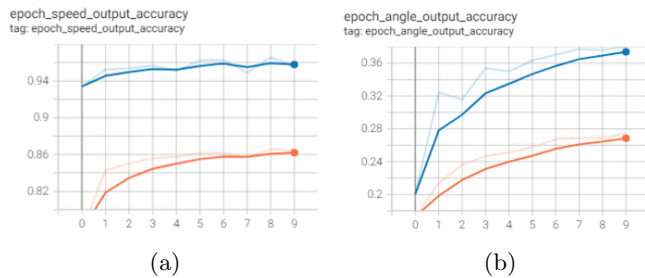 epoch_speed_output_accuracy
tag: epoch_speed_output_accuracy
0.94
0.9
0.86
0.82
0 1 2 3 4 5 6 7 8 9
(a)
epoch_angle_output_accuracy
tag: epoch_angle_output_accuracy
0.36
0.28
0.24
0.2
0 1 2 3 4 5 6 7 8 9
(b)